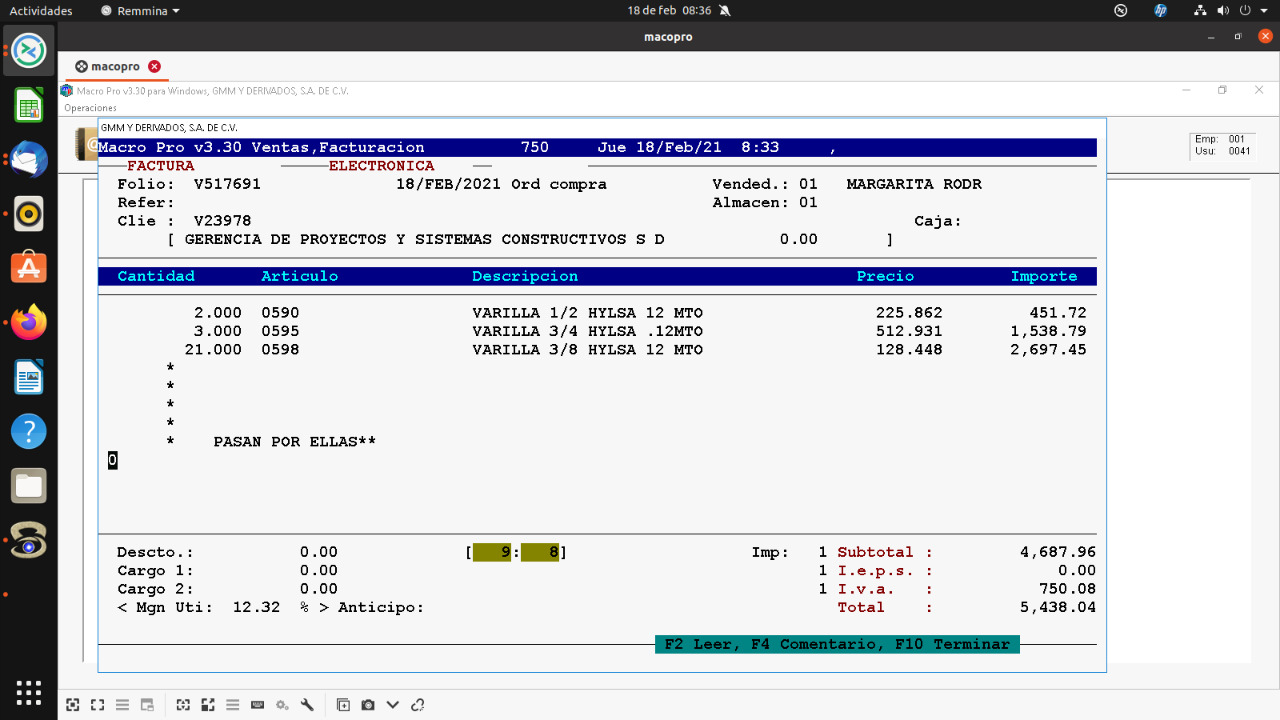 Actividades Remmina 18 de feb 08:36
macopro
macopro
Macro Pro v3.30 para Windows, GMM Y DERIVADOS, S.A. DE C.V.
Operaciones
GMM Y DERIVADOS, S.A. DE C.V.
Emp: 001
Usu: 0041
Macro Pro v3.30 Ventas,Facturacion 750 Jue 18/Feb/21 8:33 ,
FACTURA ELECTRONICA
Folio: V517691 18/FEB/2021 Ord compra Vended.: 01 MARGARITA RODR
Refer: Almacen: 01
Clie : V23978 Caja:
[ GERENCIA DE PROYECTOS Y SISTEMAS CONSTRUCTIVOS S D 0.00 ]
Cantidad Articulo Descripcion Precio Importe
2.000 0590 VARILLA 1/2 HYLSA 12 MTO 225.862 451.72
3.000 0595 VARILLA 3/4 HYLSA .12MTO 512.931 1,538.79
21.000 0598 VARILLA 3/8 HYLSA 12 MTO 128.448 2,697.45
*
*
*
*
* PASAN POR ELLAS**
0
Descto.: 0.00 [ 9: 8] Imp: 1 Subtotal : 4,687.96
Cargo 1: 0.00 1 I.e.p.s. : 0.00
Cargo 2: 0.00 1 I.v.a. : 750.08
< Mgn Uti: 12.32 % > Anticipo: Total : 5,438.04
F2 Leer, F4 Comentario, F10 Terminar